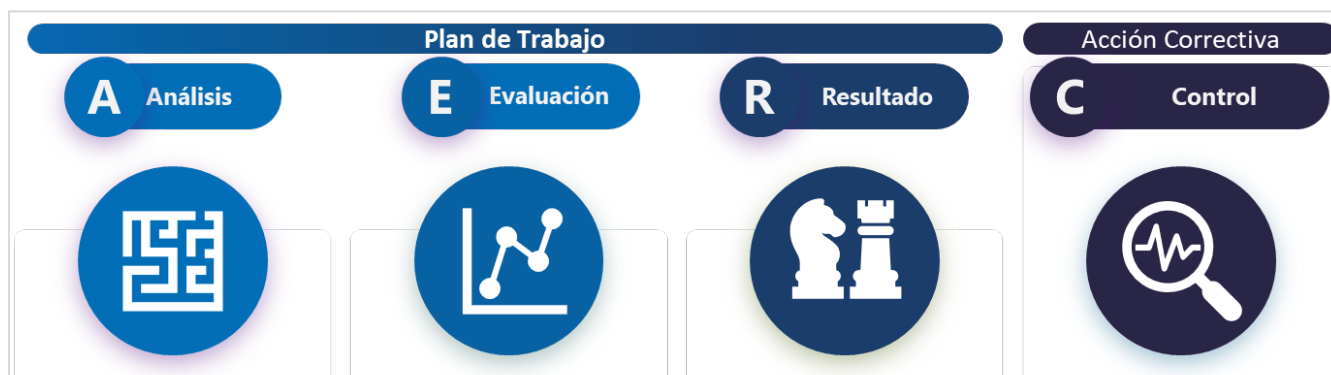 Plan de Trabajo
Acción Correctiva
A Análisis
E Evaluación
R Resultado
C Control